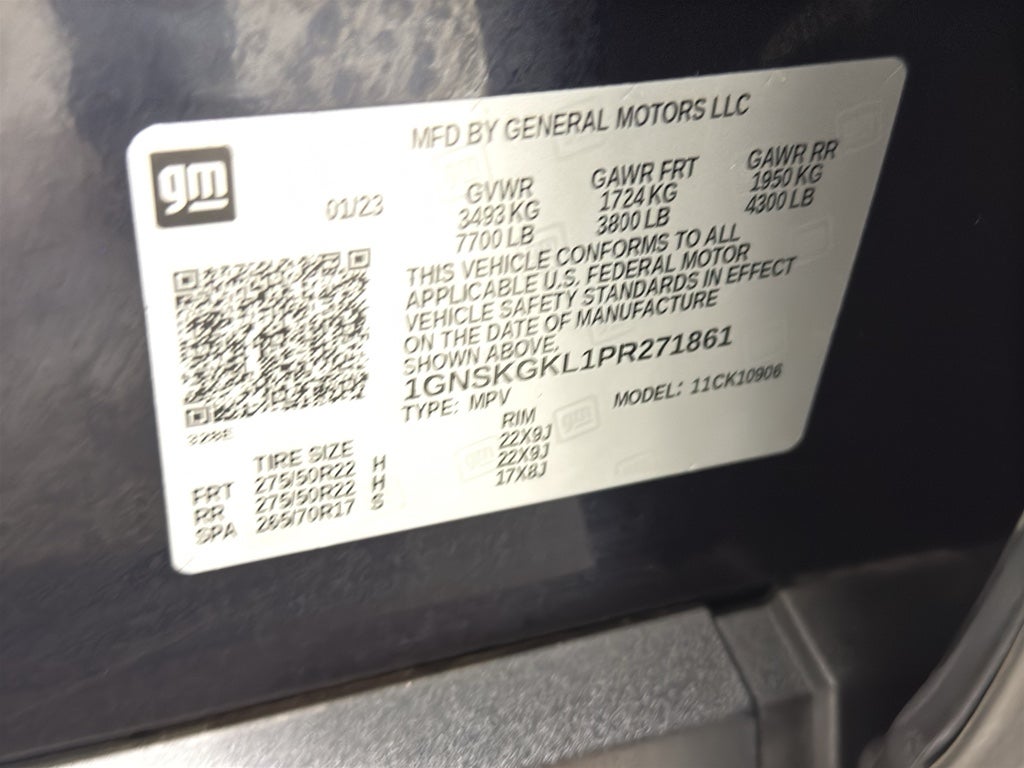 MFD BY GENERAL MOTORS LLC
gm
01/23
GVWR GAWR FRT GAWR RR
3493 KG 1724 KG 1950 KG
7700 LB 3800 LB 4300 LB
THIS VEHICLE CONFORMS TO ALL
APPLICABLE U.S. FEDERAL MOTOR
VEHICLE SAFETY STANDARDS IN EFFECT
ON THE DATE OF MANUFACTURE
SHOWN ABOVE.
1GNSKGKL1PR271861
TYPE: MPV MODEL: 11CK10906
TIRE SIZE RIM
FRT 275/50R22 H 22X9J
RR 275/50R22 H 22X9J
SPA 265/70R17 S 17X8J